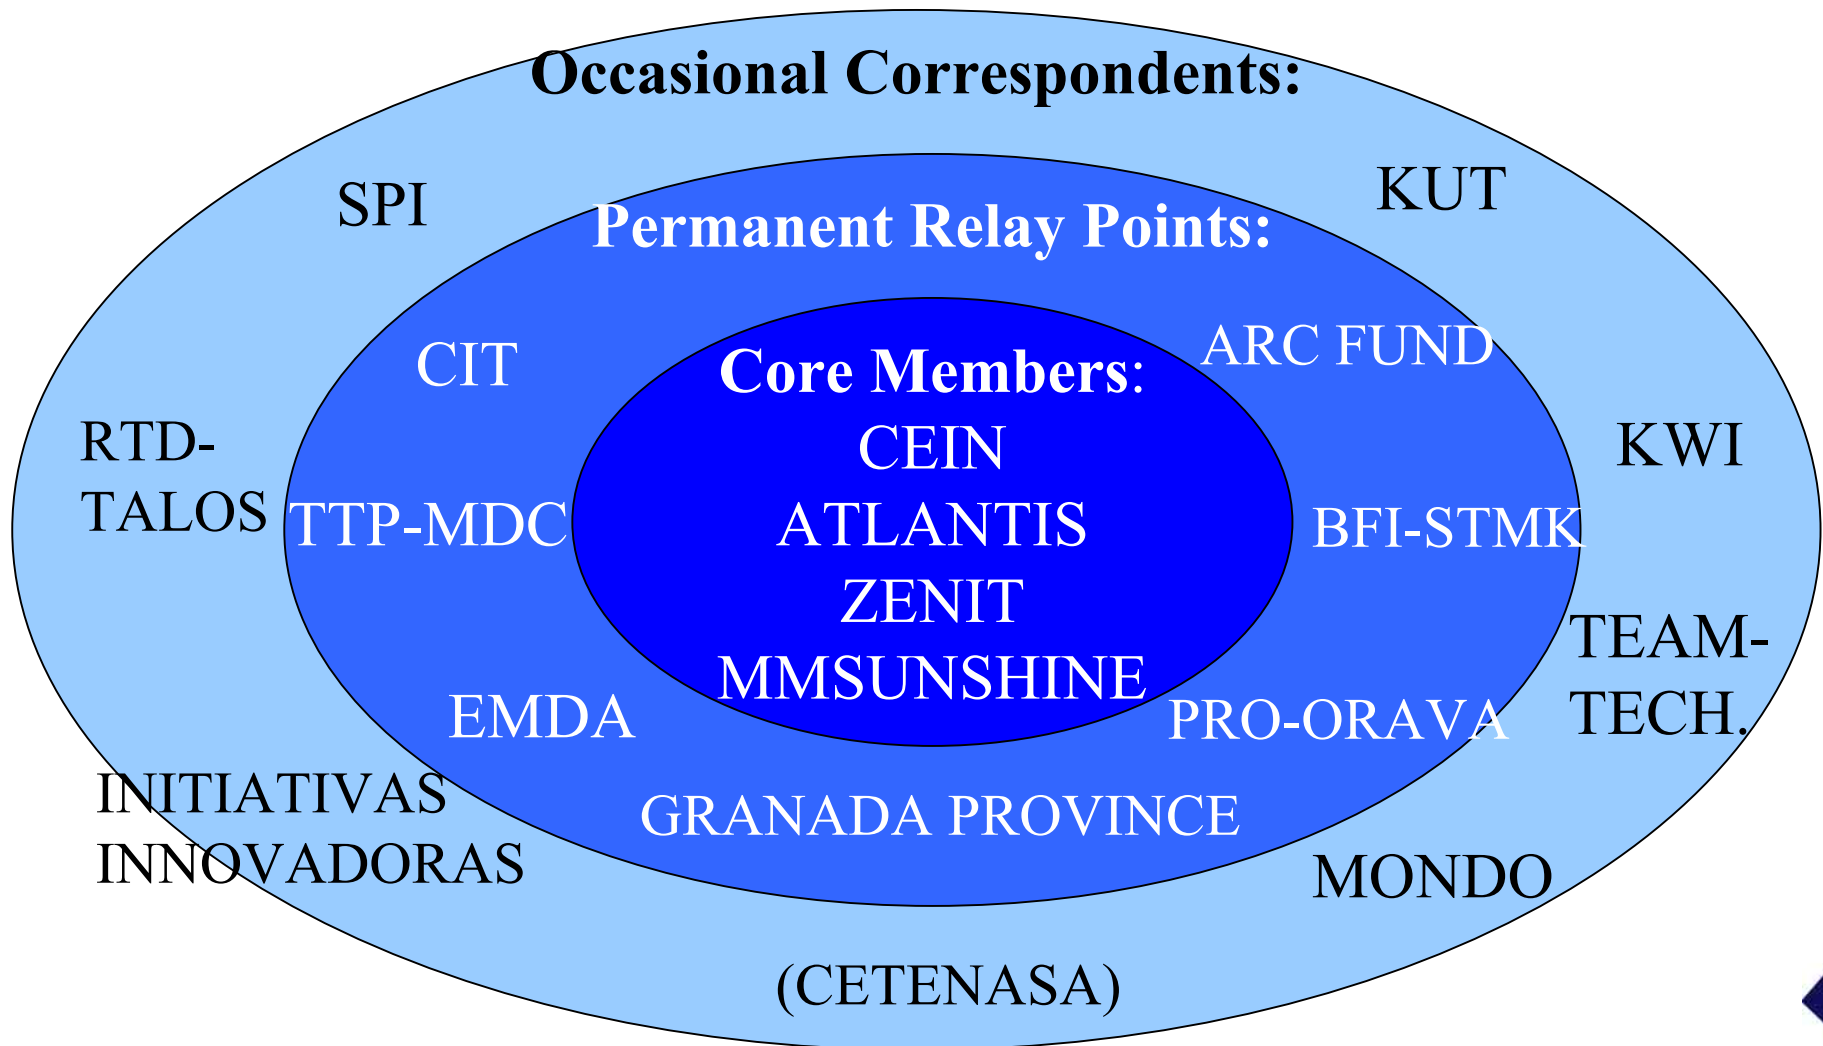 Occasional Correspondents:
SPI
KUT
Permanent Relay Points:
CIT
ARC FUND
Core Members:
CEIN
ATLANTIS
ZENIT
MMSUNSHINE
RTD-
TALOS
KWI
TTP-MDC
BFI-STMK
TEAM-
TECH.
EMDA
PRO-ORAVA
INITIATIVAS
INNOVADORAS
GRANADA PROVINCE
MONDO
(CETENASA)